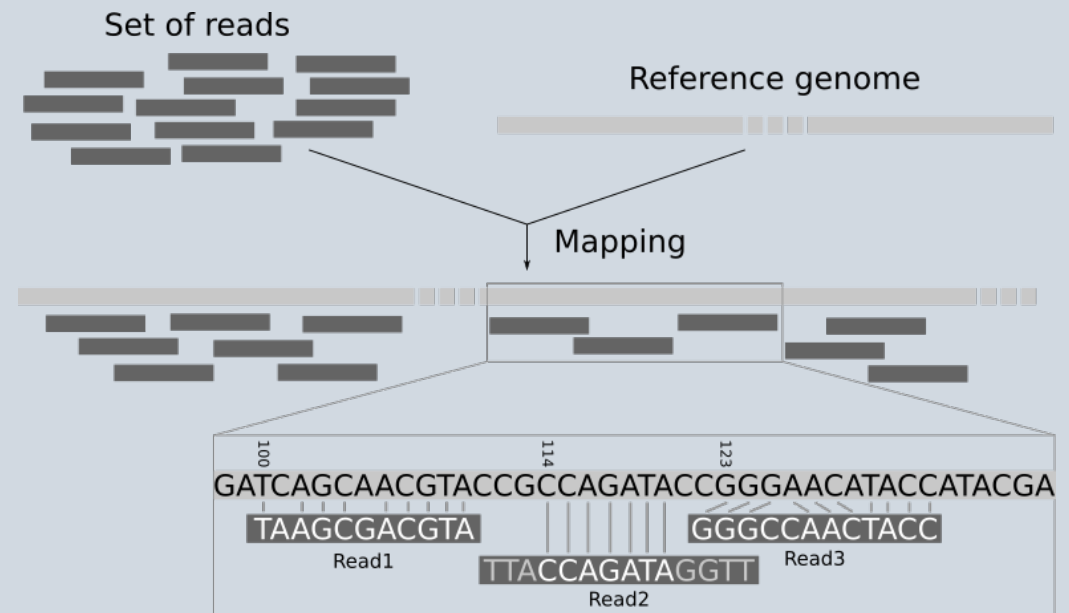 Set of reads
Reference genome
Mapping
100
114
123
GATCAGCAACGTACCGCCAGATACCGGGAACATACCATACGA
TAAGCGACGTA
GGGCCAACTACC
Read1
Read3
TTACCAGATAGGTT
Read2